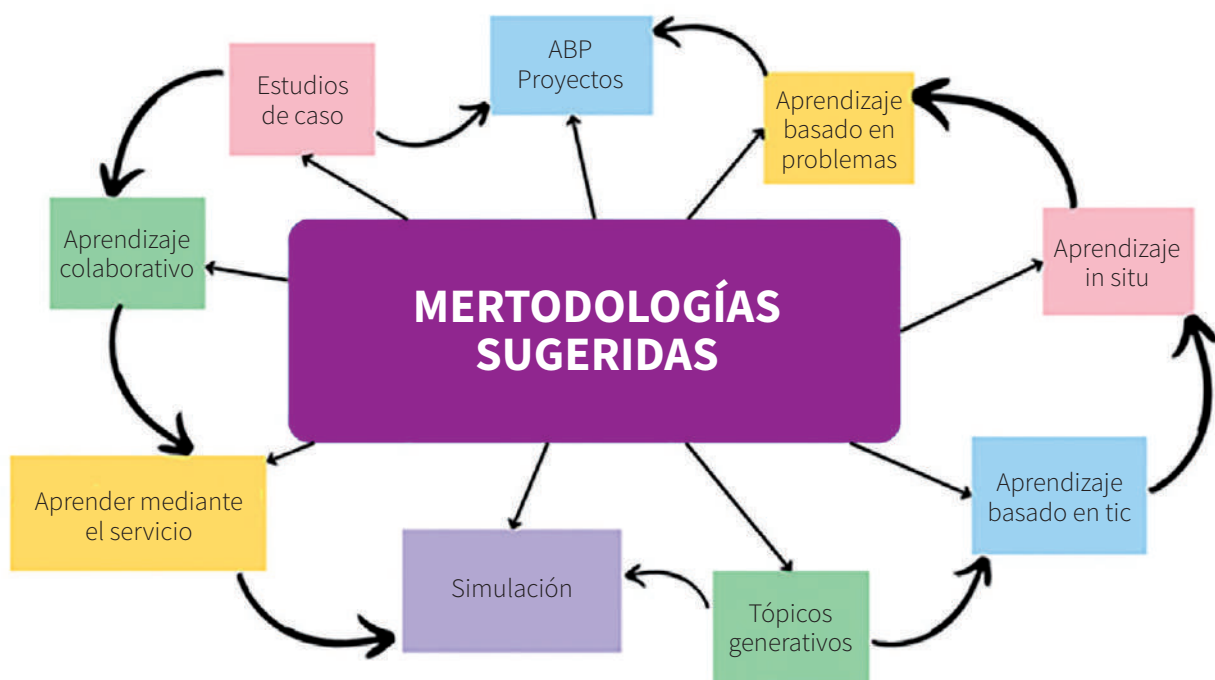 ABP
Proyectos
Estudios
de caso
Aprendizaje
basado en
problemas
Aprendizaje
colaborativo
Aprendizaje
in situ
MERTODOLOGÍAS
SUGERIDAS
Aprender mediante
el servicio
Aprendizaje
basado en tic
Simulación
Tópicos
generativos